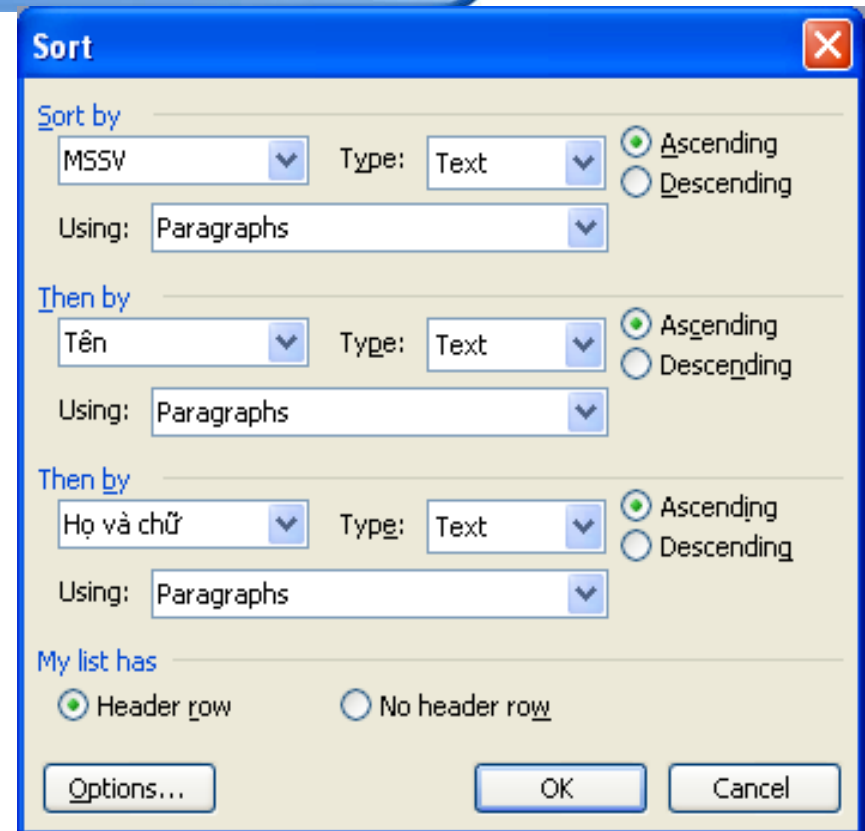 Sort
Sort by
MSSV Type: Text Ascending
Descending
Using: Paragraphs
Then by
Tên Type: Text Ascending
Descending
Using: Paragraphs
Then by
Họ và chữ Type: Text Ascending
Descending
Using: Paragraphs
My list has
Header row No header row
Options... OK Cancel